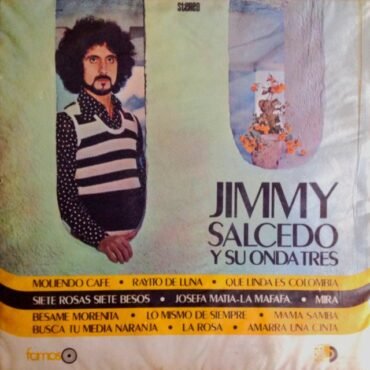 Stereo
JIMMY
SALCEDO
Y SU ONDA TRES
MOLIENDO CAFE • RAYITO DE LUNA • QUE LINDA ES COLOMBIA
SIETE ROSAS SIETE BESOS • JOSEFA MATIA-LA MAFAFA • MIRA
BESAME MORENITA • LO MISMO DE SIEMPRE • MAMA SAMBA
BUSCA TU MEDIA NARANJA • LA ROSA • AMARRA UNA CINTA
famoso